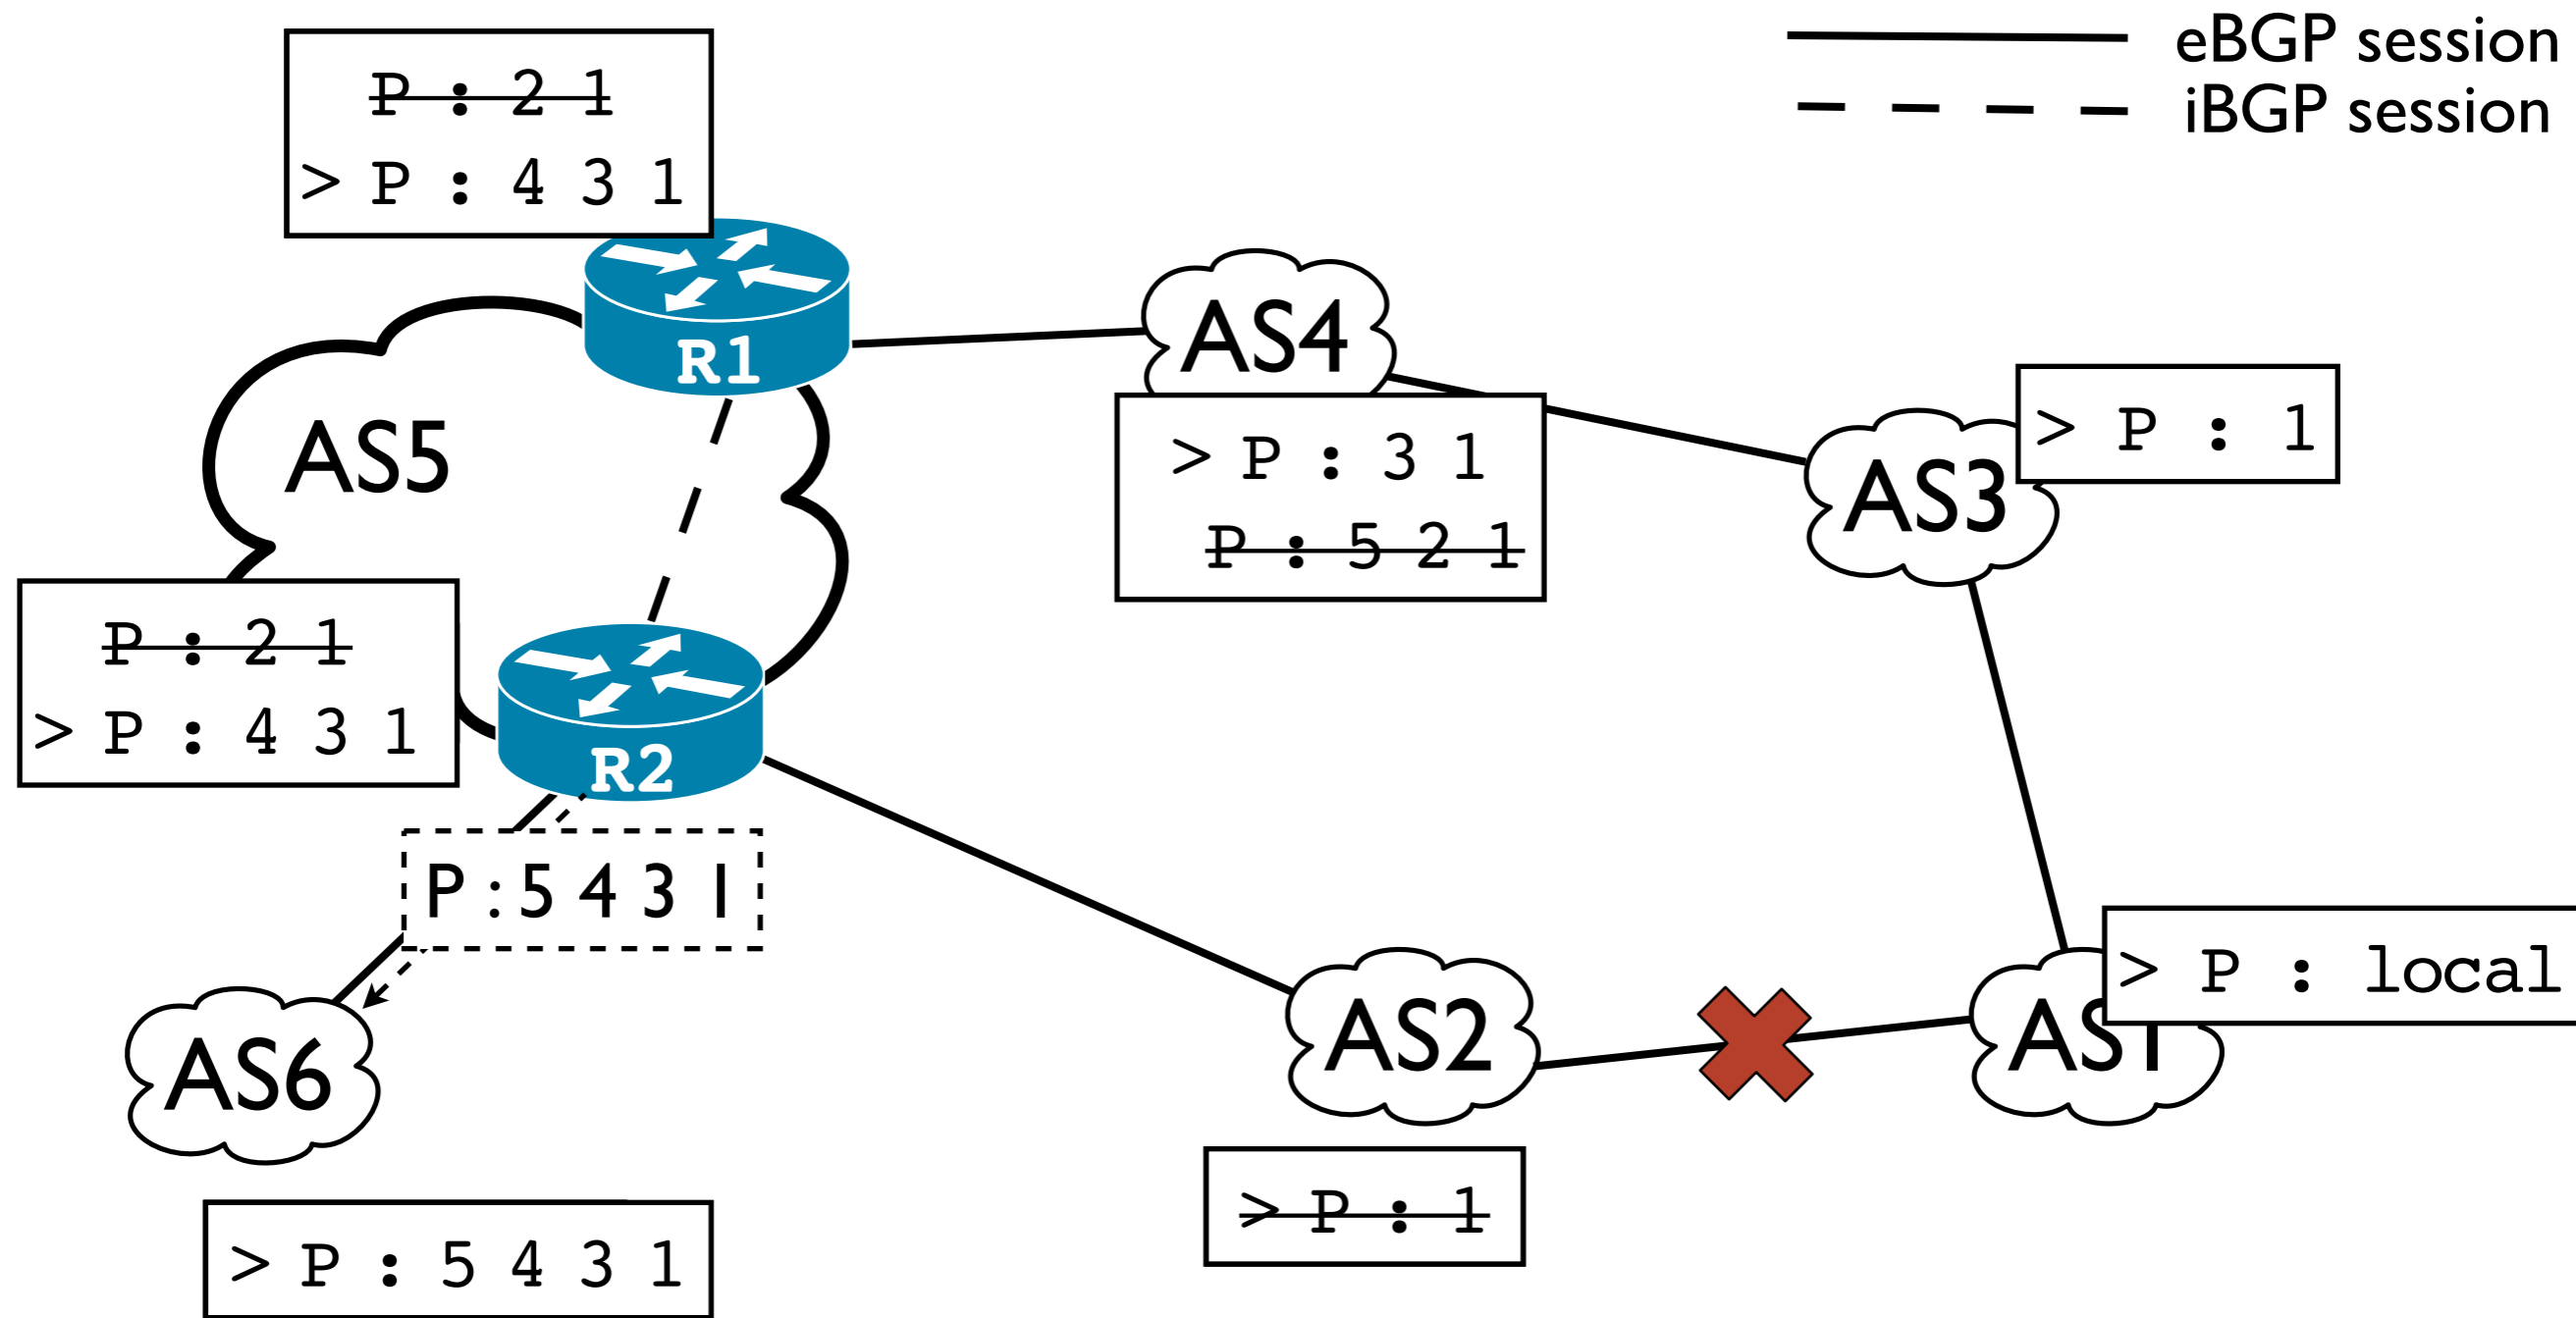 eBGP session
iBGP session
P : 2 1
> P : 4 3 1
R1
AS4
> P : 3 1
P : 5 2 1
> P : 1
AS3
AS5
P : 2 1
> P : 4 3 1
R2
P : 5 4 3 1
> P : local
AS1
AS2
> P : 1
AS6
> P : 5 4 3 1